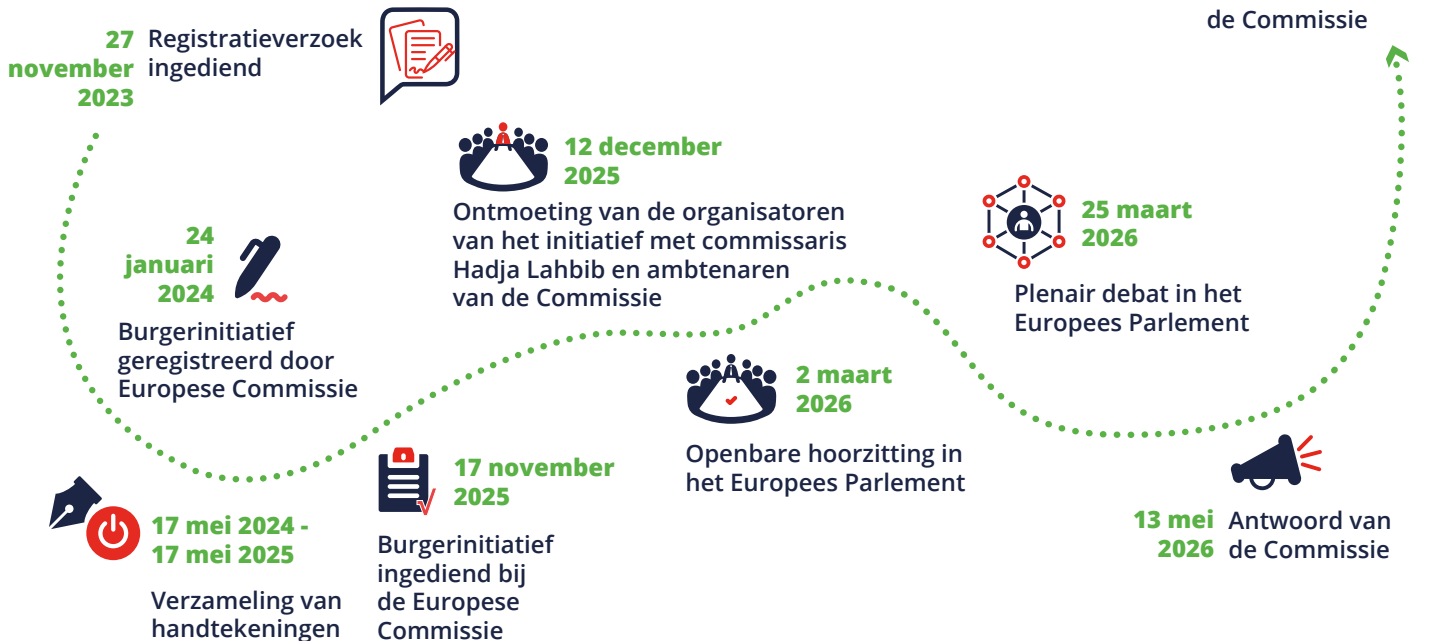 27
november
2023
Registratieverzoek
ingediend
24
januari
2024
Burgerinitiatief
geregistreerd door
Europese Commissie
17 mei 2024 -
17 mei 2025
Verzameling van
handtekeningen
17 november
2025
Burgerinitiatief
ingediend bij
de Europese
Commissie
12 december
2025
Ontmoeting van de organisatoren
van het initiatief met commissaris
Hadja Lahbib en ambtenaren
van de Commissie
2 maart
2026
Openbare hoorzitting in
het Europees Parlement
25 maart
2026
Plenair debat in het
Europees Parlement
13 mei
2026
Antwoord van
de Commissie
de Commissie